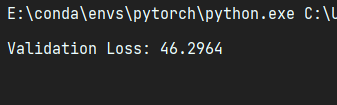 E:\conda\envs\pytorch\python.exe C:\
Validation Loss: 46.2964